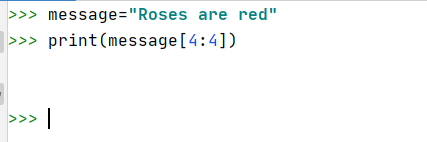 >>> message="Roses are red"
>>> print(message[4:4])
>>>